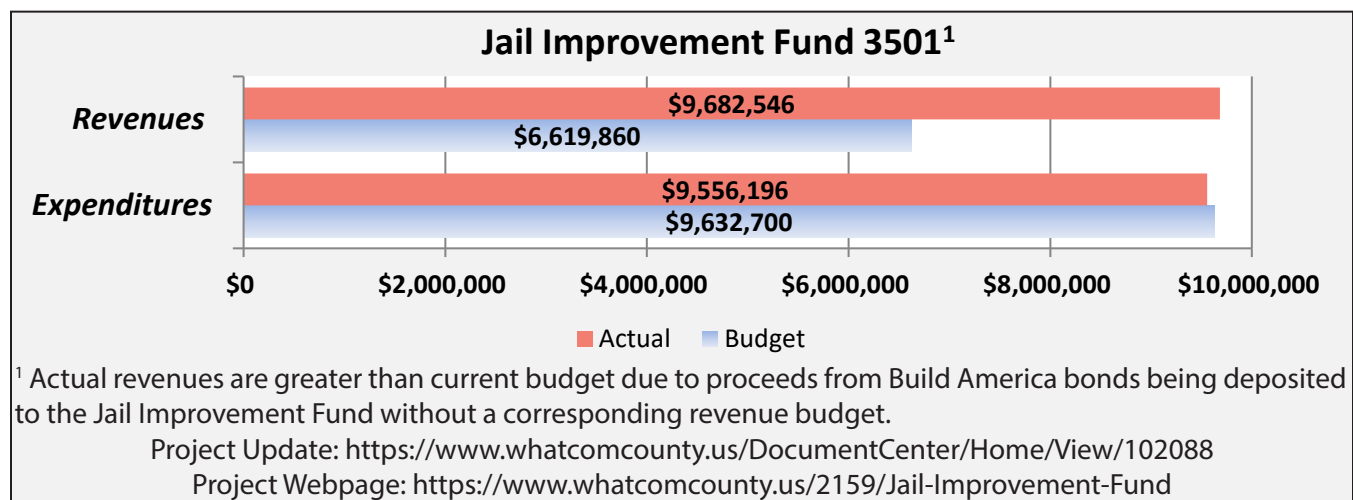 Jail Improvement Fund 3501¹
Revenues
$9,682,546
$6,619,860
Expenditures
$9,556,196
$9,632,700
$0 $2,000,000 $4,000,000 $6,000,000 $8,000,000 $10,000,000
Actual Budget
¹ Actual revenues are greater than current budget due to proceeds from Build America bonds being deposited
to the Jail Improvement Fund without a corresponding revenue budget.
Project Update: https://www.whatcomcounty.us/DocumentCenter/Home/View/102088
Project Webpage: https://www.whatcomcounty.us/2159/Jail-Improvement-Fund